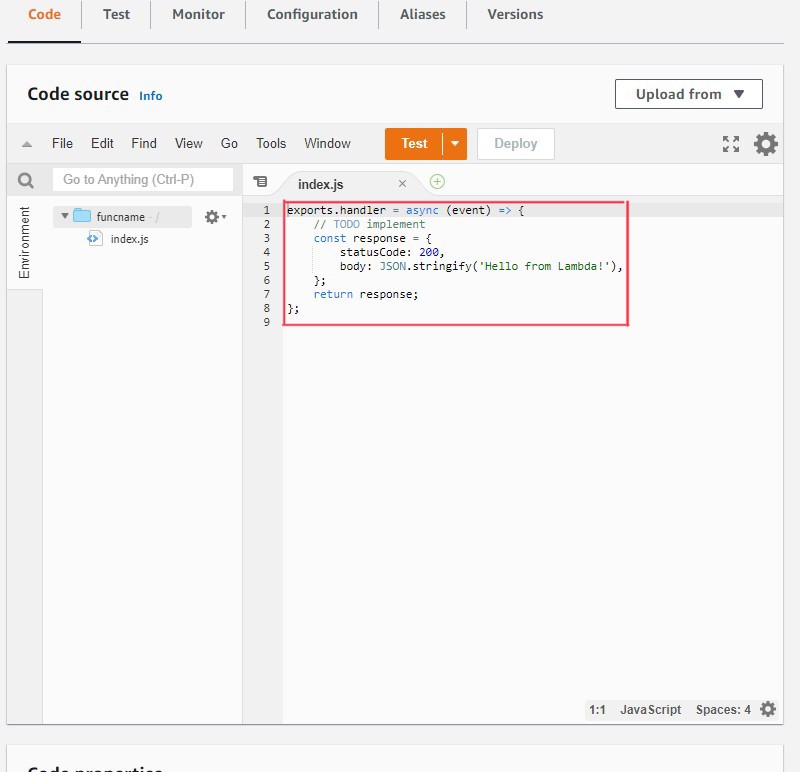 Code Test Monitor Configuration Aliases Versions
Code source Info
Upload from
File Edit Find View Go Tools Window Test Deploy
Go to Anything (Ctrl-P)
index.js
Environment
funcname - /
index.js
1 exports.handler = async (event) => {
2 // TODO implement
3 const response = {
4 statusCode: 200,
5 body: JSON.stringify('Hello from Lambda!'),
6 };
7 return response;
8 };
9
1:1 JavaScript Spaces: 4
Code properties